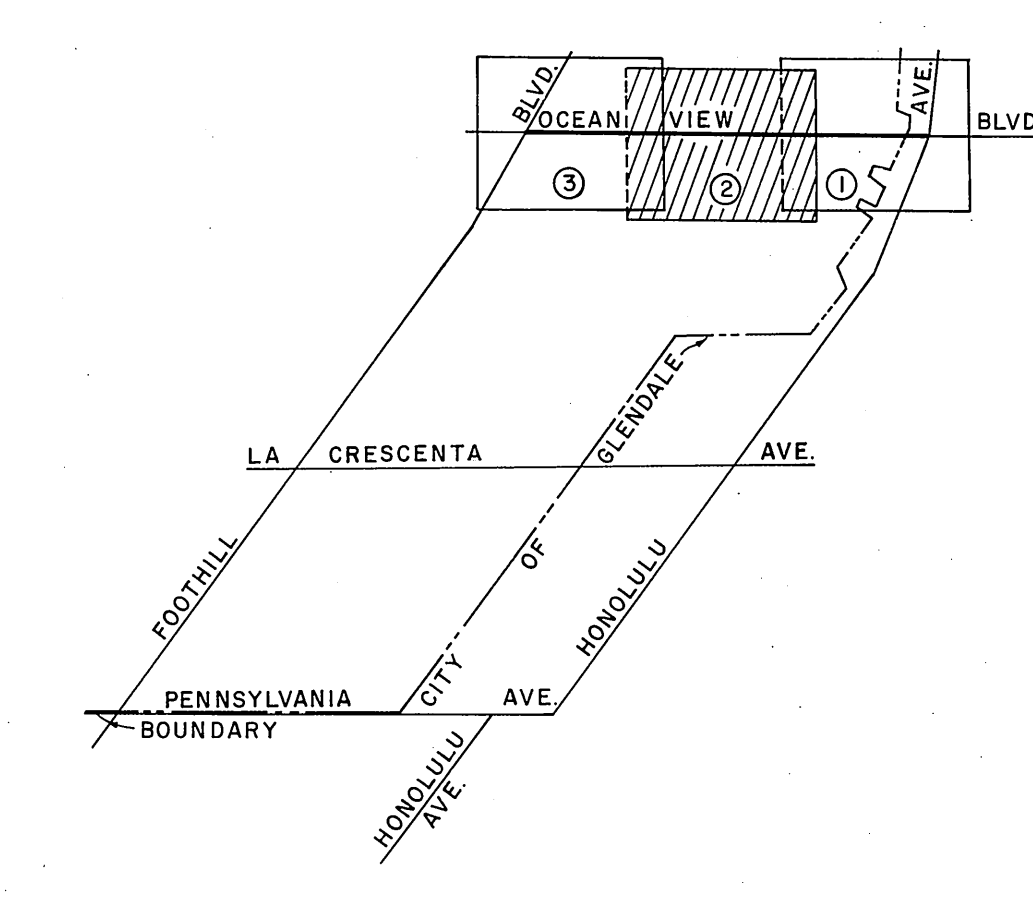 BLVD.
AVE.
OCEAN VIEW BLVD
3
2
1
GLENDALE
LA CRESCENTA AVE.
OF
FOOTHILL
HONOLULU
CITY
PENNSYLVANIA AVE.
BOUNDARY
HONOLULU
AVE.